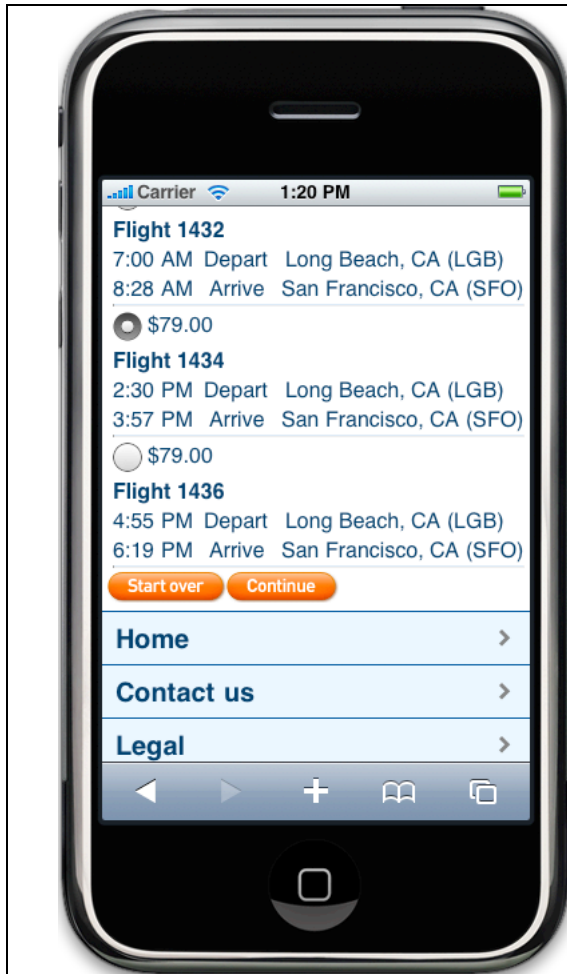 Carrier 1:20 PM
Flight 1432
7:00 AM Depart Long Beach, CA (LGB)
8:28 AM Arrive San Francisco, CA (SFO)
$79.00
Flight 1434
2:30 PM Depart Long Beach, CA (LGB)
3:57 PM Arrive San Francisco, CA (SFO)
$79.00
Flight 1436
4:55 PM Depart Long Beach, CA (LGB)
6:19 PM Arrive San Francisco, CA (SFO)
Start over Continue
Home
Contact us
Legal